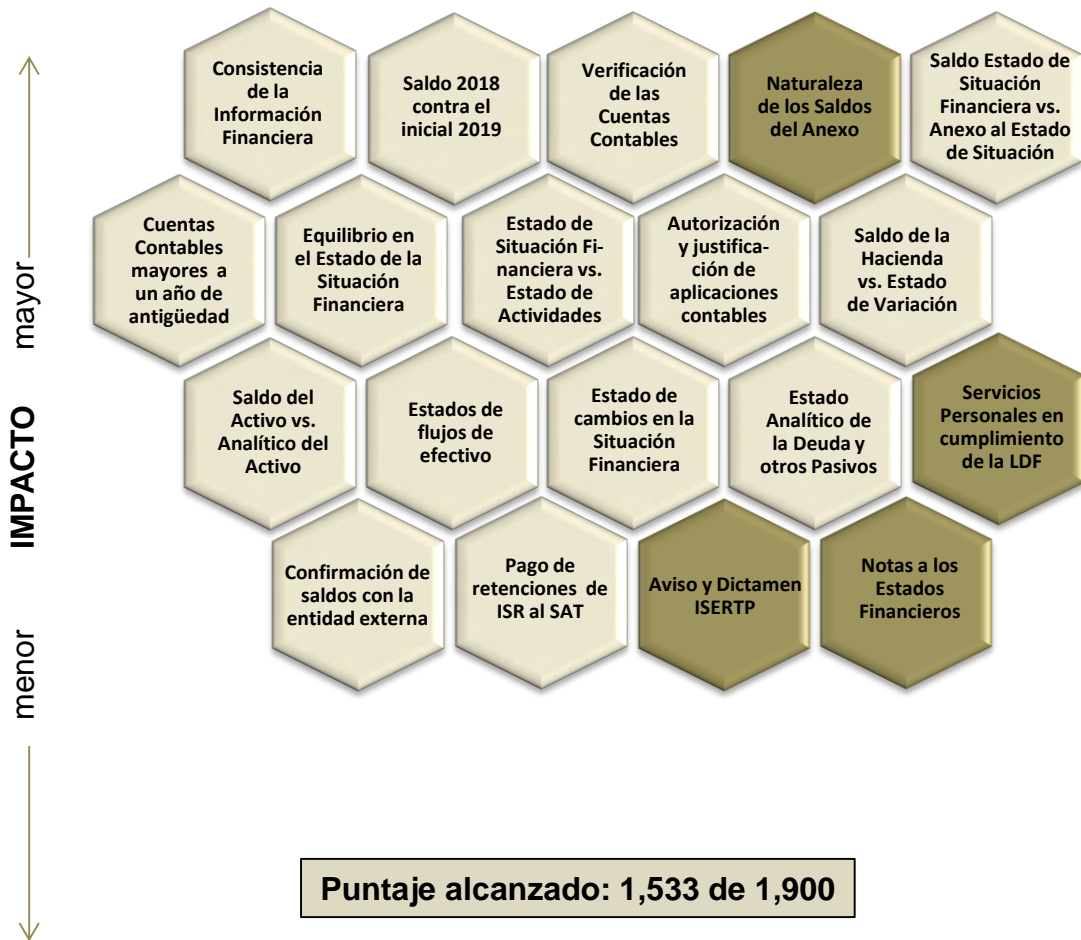 Consistencia
de la
Información
Financiera
Saldo 2018
contra el
inicial 2019
Verificación
de las
Cuentas
Contables
Naturaleza
de los Saldos
del Anexo
Saldo Estado de
Situación
Financiera vs.
Anexo al Estado
de Situación
Cuentas
Contables
mayores a
un año de
antigüedad
Equilibrio en
el Estado de la
Situación
Financiera
Estado de
Situación Fi-
nanciera vs.
Estado de
Actividades
Autorización
y justifica-
ción de
aplicaciones
contables
Saldo de la
Hacienda
vs. Estado
de Variación
Saldo del
Activo vs.
Analítico del
Activo
Estados de
flujos de
efectivo
Estado de
cambios en la
Situación
Financiera
Estado
Analítico de
la Deuda y
otros Pasivos
Servicios
Personales en
cumplimiento
de la LDF
Confirmación de
saldos con la
entidad externa
Pago de
retenciones de
ISR al SAT
Aviso y Dictamen
ISERTP
Notas a los
Estados
Financieros
mayor
IMPACTO
menor
Puntaje alcanzado: 1,533 de 1,900